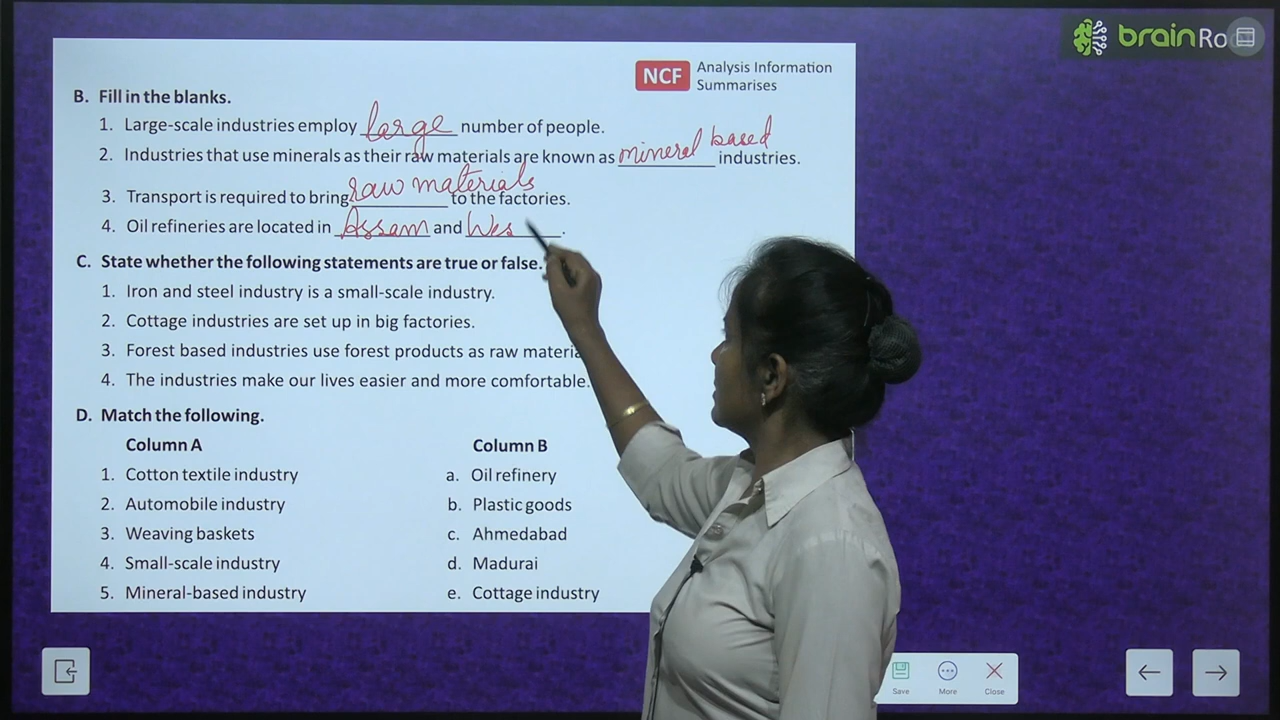 brainRo
NCF Analysis Information
Summarises
B. Fill in the blanks.
1. Large-scale industries employ large number of people.
2. Industries that use minerals as their raw materials are known as mineral based industries.
3. Transport is required to bring raw materials to the factories.
4. Oil refineries are located in Assam and Wes.
C. State whether the following statements are true or false.
1. Iron and steel industry is a small-scale industry.
2. Cottage industries are set up in big factories.
3. Forest based industries use forest products as raw materia
4. The industries make our lives easier and more comfortable.
D. Match the following.
Column A Column B
1. Cotton textile industry a. Oil refinery
2. Automobile industry b. Plastic goods
3. Weaving baskets c. Ahmedabad
4. Small-scale industry d. Madurai
5. Mineral-based industry e. Cottage industry
Save More Close